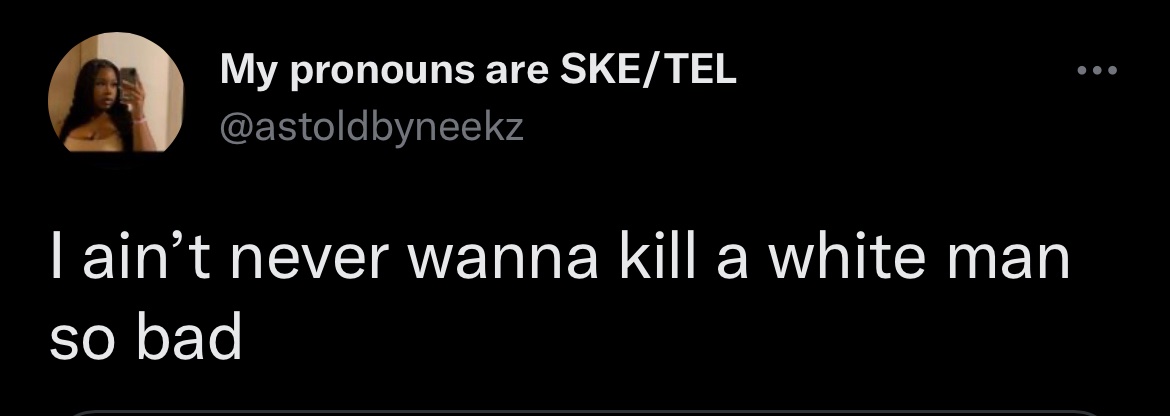 My pronouns are SKE/TEL
@astoldbyneekz
I ain’t never wanna kill a white man
so bad